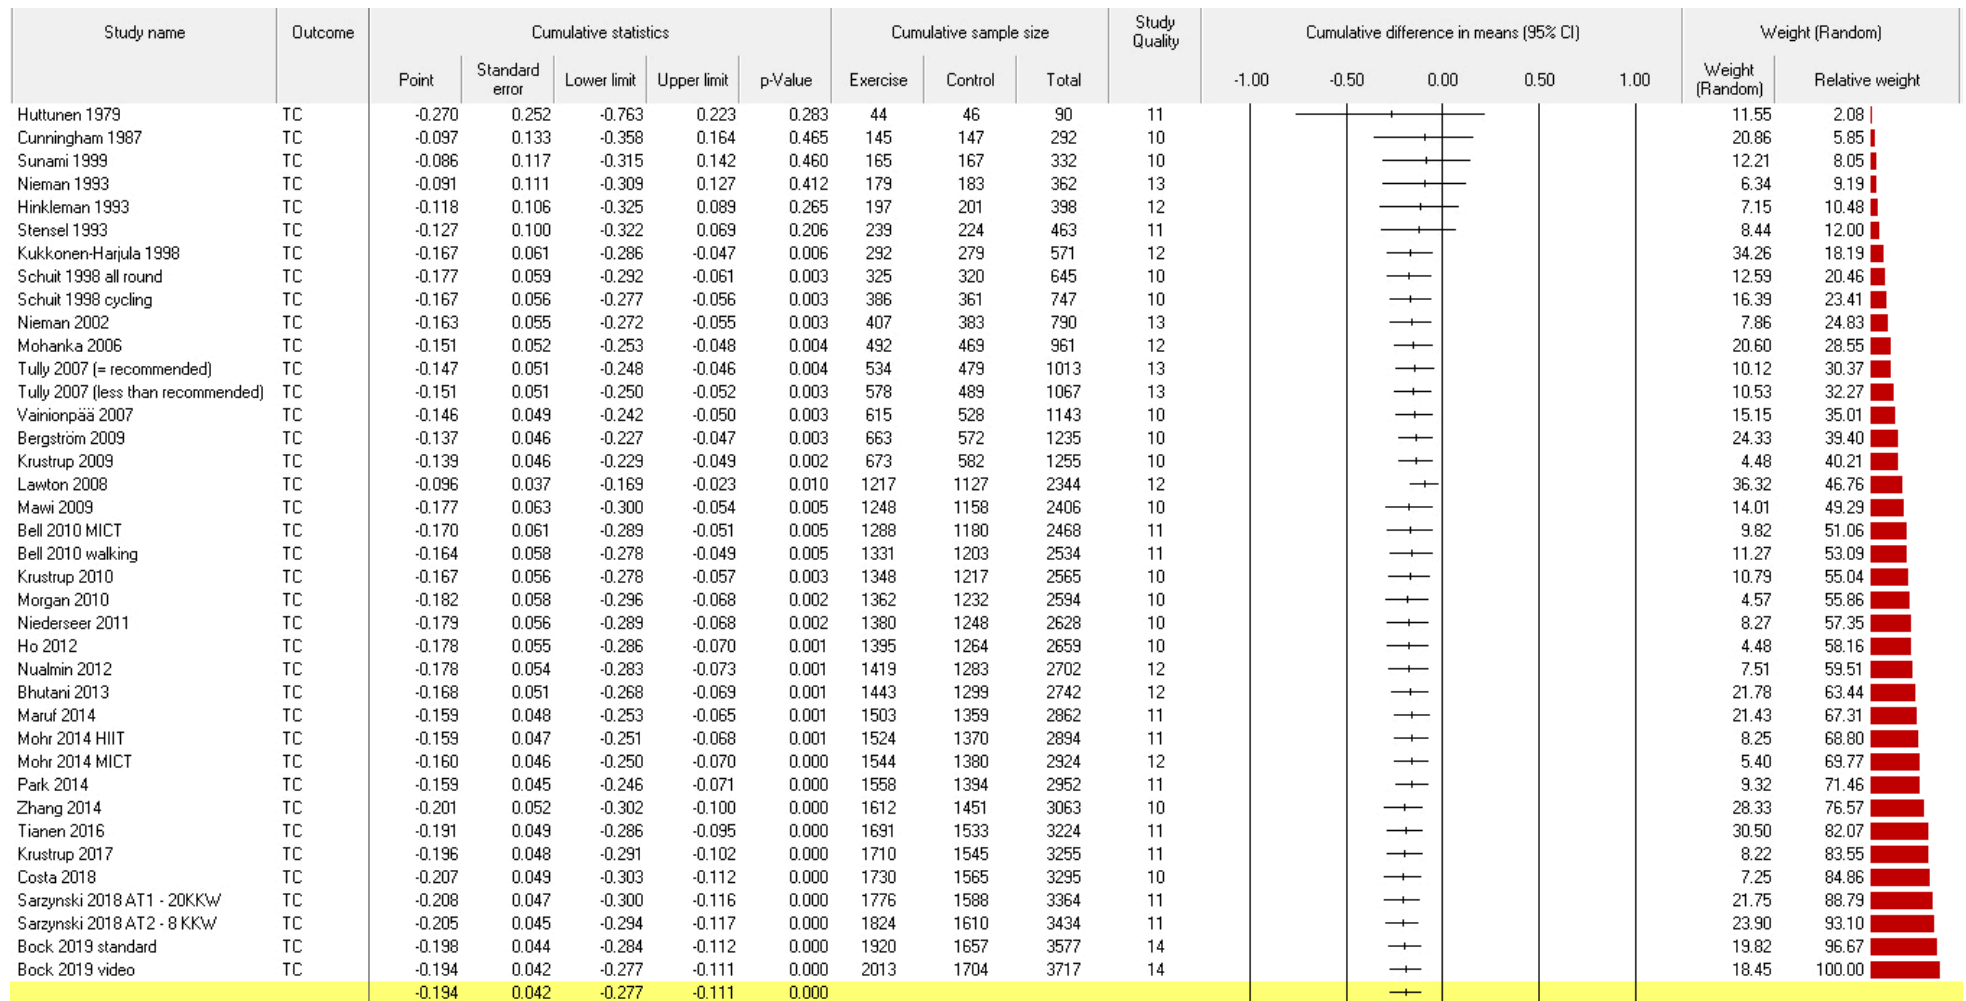 Study name Outcome Cumulative statistics Cumulative sample size Study Quality Cumulative difference in means (95% CI) Weight (Random)
Point Standard error Lower limit Upper limit p-Value Exercise Control Total -1.00 -0.50 0.00 0.50 1.00 Weight (Random) Relative weight
Huttunen 1979 TC -0.270 0.252 -0.763 0.223 0.283 44 46 90 11 11.55 2.08
Cunningham 1987 TC -0.097 0.133 -0.358 0.164 0.465 145 147 292 10 20.86 5.85
Sunami 1999 TC -0.086 0.117 -0.315 0.142 0.460 165 167 332 10 12.21 8.05
Nieman 1993 TC -0.091 0.111 -0.309 0.127 0.412 179 183 362 13 6.34 9.19
Hinkleman 1993 TC -0.118 0.106 -0.325 0.089 0.265 197 201 398 12 7.15 10.48
Stensel 1993 TC -0.127 0.100 -0.322 0.069 0.206 239 224 463 11 8.44 12.00
Kukkonen-Harjula 1998 TC -0.167 0.061 -0.286 -0.047 0.006 292 279 571 12 34.26 18.19
Schuit 1998 all round TC -0.177 0.059 -0.292 -0.061 0.003 325 320 645 10 12.59 20.46
Schuit 1998 cycling TC -0.167 0.056 -0.277 -0.056 0.003 386 361 747 10 16.39 23.41
Nieman 2002 TC -0.163 0.055 -0.272 -0.055 0.003 407 383 790 13 7.86 24.83
Mohanka 2006 TC -0.151 0.052 -0.253 -0.048 0.004 492 469 961 12 20.60 28.55
Tully 2007 (= recommended) TC -0.147 0.051 -0.248 -0.046 0.004 534 479 1013 13 10.12 30.37
Tully 2007 (less than recommended) TC -0.151 0.051 -0.250 -0.052 0.003 578 489 1067 13 10.53 32.27
Vainionpää 2007 TC -0.146 0.049 -0.242 -0.050 0.003 615 528 1143 10 15.15 35.01
Bergström 2009 TC -0.137 0.046 -0.227 -0.047 0.003 663 572 1235 10 24.33 39.40
Krustrup 2009 TC -0.139 0.046 -0.229 -0.049 0.002 673 582 1255 10 4.48 40.21
Lawton 2008 TC -0.096 0.037 -0.169 -0.023 0.010 1217 1127 2344 12 36.32 46.76
Mawi 2009 TC -0.177 0.063 -0.300 -0.054 0.005 1248 1158 2406 10 14.01 49.29
Bell 2010 MICT TC -0.170 0.061 -0.289 -0.051 0.005 1288 1180 2468 11 9.82 51.06
Bell 2010 walking TC -0.164 0.058 -0.278 -0.049 0.005 1331 1203 2534 11 11.27 53.09
Krustrup 2010 TC -0.167 0.056 -0.278 -0.057 0.003 1348 1217 2565 10 10.79 55.04
Morgan 2010 TC -0.182 0.058 -0.296 -0.068 0.002 1362 1232 2594 10 4.57 55.86
Niederseer 2011 TC -0.179 0.056 -0.289 -0.068 0.002 1380 1248 2628 10 8.27 57.35
Ho 2012 TC -0.178 0.055 -0.286 -0.070 0.001 1395 1264 2659 10 4.48 58.16
Nualmin 2012 TC -0.178 0.054 -0.283 -0.073 0.001 1419 1283 2702 12 7.51 59.51
Bhutani 2013 TC -0.168 0.051 -0.268 -0.069 0.001 1443 1299 2742 12 21.78 63.44
Maruf 2014 TC -0.159 0.048 -0.253 -0.065 0.001 1503 1359 2862 11 21.43 67.31
Mohr 2014 HIIT TC -0.159 0.047 -0.251 -0.068 0.001 1524 1370 2894 11 8.25 68.80
Mohr 2014 MICT TC -0.160 0.046 -0.250 -0.070 0.000 1544 1380 2924 12 5.40 69.77
Park 2014 TC -0.159 0.045 -0.246 -0.071 0.000 1558 1394 2952 11 9.32 71.46
Zhang 2014 TC -0.201 0.052 -0.302 -0.100 0.000 1612 1451 3063 10 28.33 76.57
Tianen 2016 TC -0.191 0.049 -0.286 -0.095 0.000 1691 1533 3224 11 30.50 82.07
Krustrup 2017 TC -0.196 0.048 -0.291 -0.102 0.000 1710 1545 3255 11 8.22 83.55
Costa 2018 TC -0.207 0.049 -0.303 -0.112 0.000 1730 1565 3295 10 7.25 84.86
Sarzynski 2018 AT1 - 20KKW TC -0.208 0.047 -0.300 -0.116 0.000 1776 1588 3364 11 21.75 88.79
Sarzynski 2018 AT2 - 8 KKW TC -0.205 0.045 -0.294 -0.117 0.000 1824 1610 3434 11 23.90 93.10
Bock 2019 standard TC -0.198 0.044 -0.284 -0.112 0.000 1920 1657 3577 14 19.82 96.67
Bock 2019 video TC -0.194 0.042 -0.277 -0.111 0.000 2013 1704 3717 14 18.45 100.00
-0.194 0.042 -0.277 -0.111 0.000